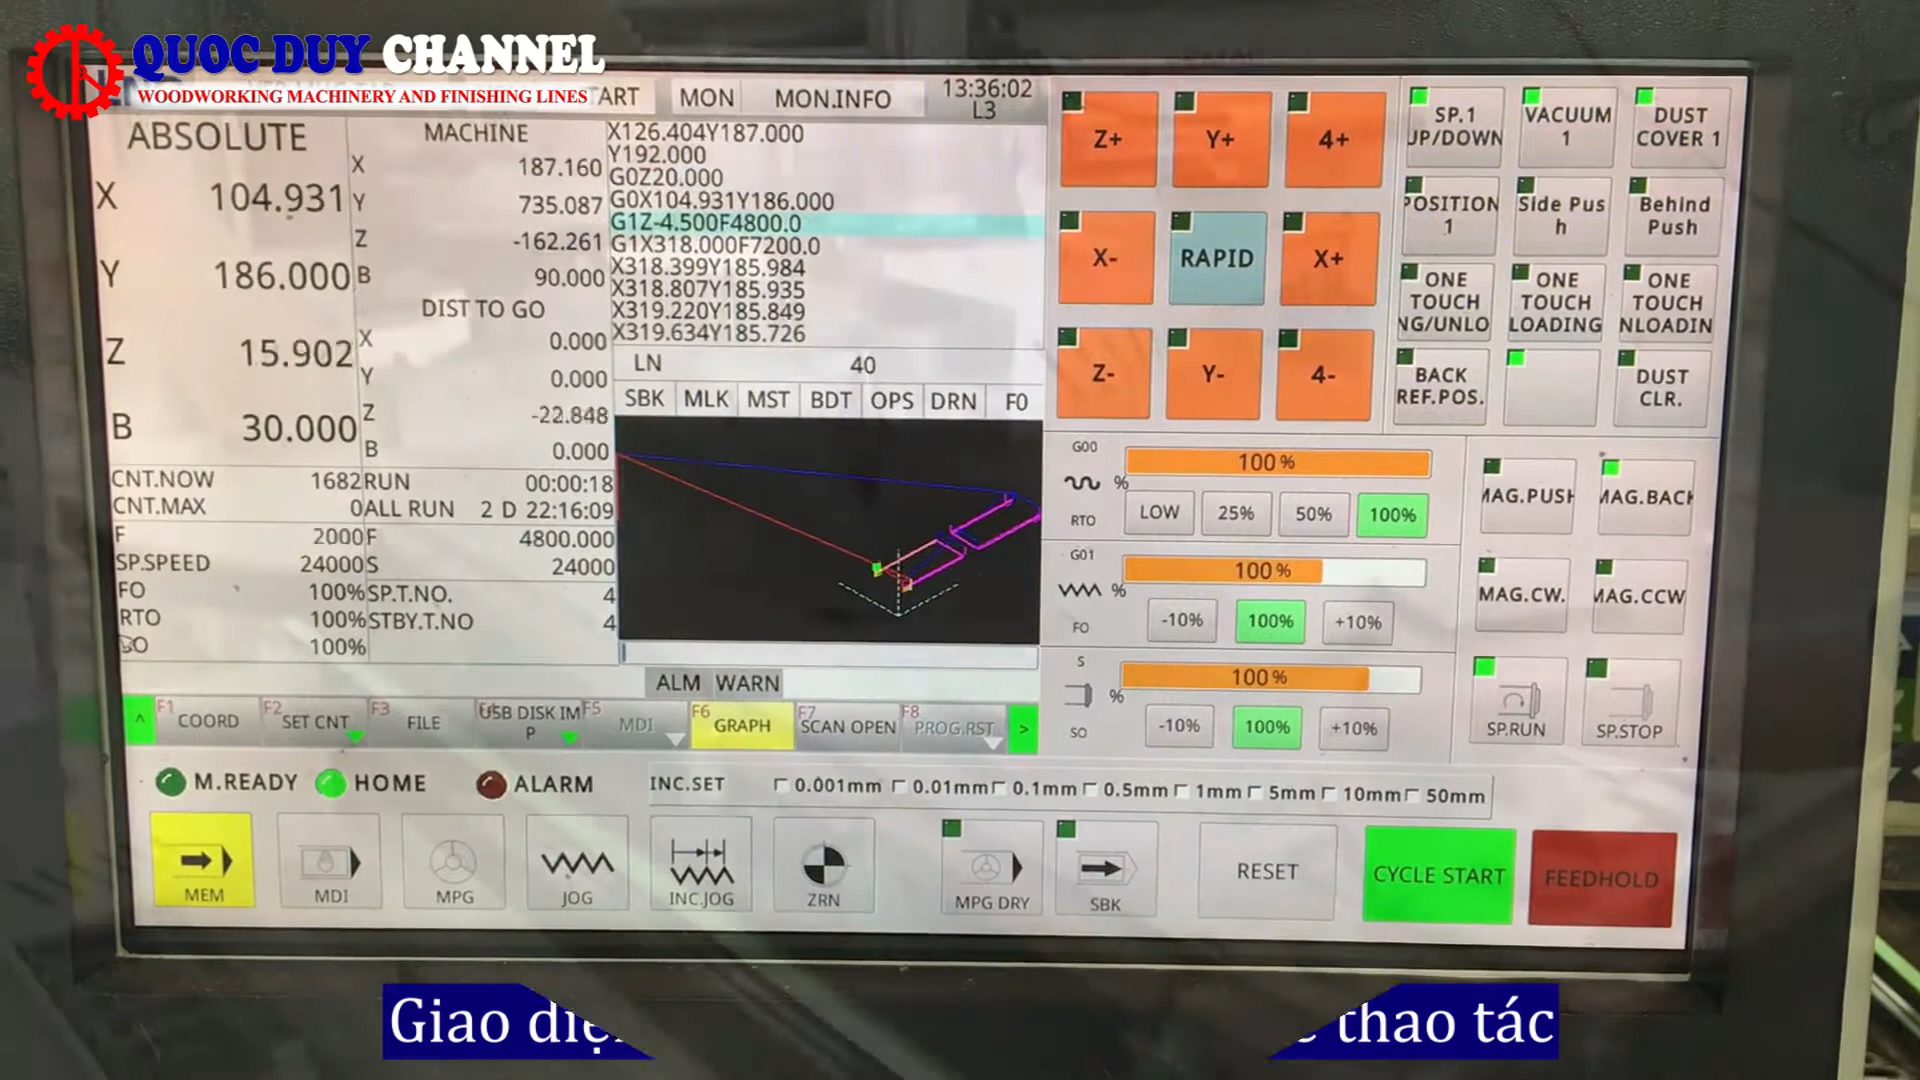 QUOC DUY CHANNEL
WOODWORKING MACHINERY AND FINISHING LINES
MON
MON.INFO
13:36:02
L3
ABSOLUTE
X 104.931
Y 186.000
Z 15.902
B 30.000
MACHINE
X 187.160
Y 735.087
Z -162.261
B 90.000
DIST TO GO
X 0.000
Y 0.000
Z -22.848
B 0.000
X126.404Y187.000
Y192.000
G0Z20.000
G0X104.931Y186.000
G1Z-4.500F4800.0
G1X318.000F7200.0
X318.399Y185.984
X318.807Y185.935
X319.220Y185.849
X319.634Y185.726
LN 40
SBK MLK MST BDT OPS DRN F0
CNT.NOW 1682
CNT.MAX 0
RUN 00:00:18
ALL RUN 2 D 22:16:09
F 2000
SP.SPEED 24000
FO 100%
RTO 100%
SO 100%
F 4800.000
S 24000
SP.T.NO. 4
STBY.T.NO 4
ALM WARN
F1 COORD
F2 SET CNT
F3 FILE
USB DISK IM
P
F5 MDI
F6 GRAPH
F7 SCAN OPEN
F8 PROG.RST
M.READY HOME ALARM
INC.SET 0.001mm 0.01mm 0.1mm 0.5mm 1mm 5mm 10mm 50mm
MEM
MDI
MPG
JOG
INC.JOG
ZRN
MPG DRY
SBK
RESET
CYCLE START
FEEDHOLD
Z+ Y+ 4+
X- RAPID X+
Z- Y- 4-
SP.1
UP/DOWN
VACUUM
1
DUST
COVER 1
POSITION
1
Side Pus
h
Behind
Push
ONE
TOUCH
NG/UNLO
ONE
TOUCH
LOADING
ONE
TOUCH
NLOADIN
BACK
REF.POS.
DUST
CLR.
G00
100%
%
RTO
LOW 25% 50% 100%
G01
100%
%
FO
-10% 100% +10%
S
100%
%
SO
-10% 100% +10%
MAG.PUSH
MAG.BACK
MAG.CW.
MAG.CCW
SP.RUN
SP.STOP
Giao diện
thao tác